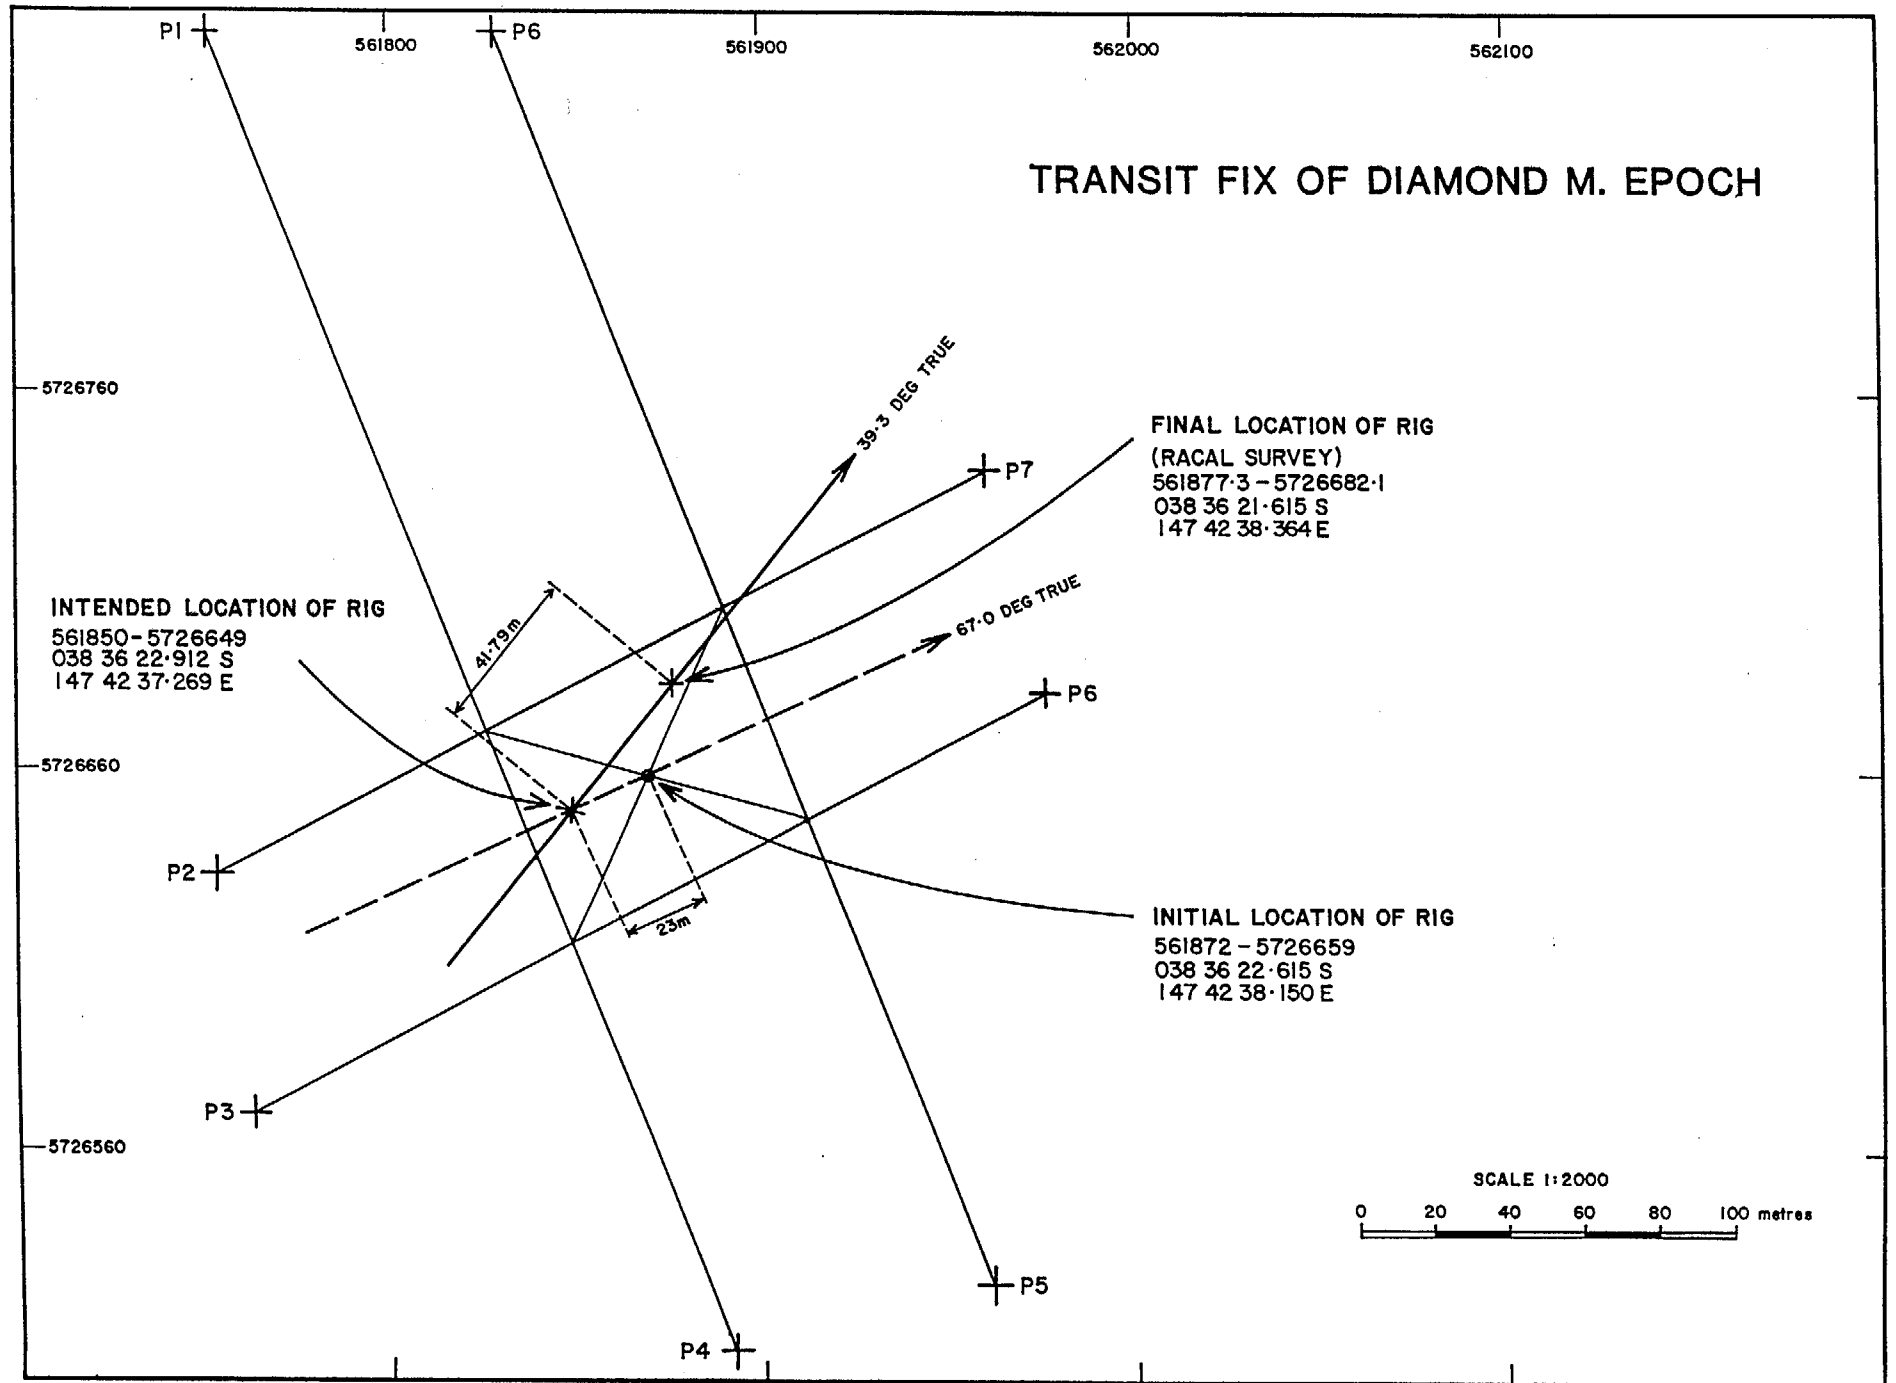 P1
561800
P6
561900
562000
562100
TRANSIT FIX OF DIAMOND M. EPOCH
39·3 DEG TRUE
5726760
FINAL LOCATION OF RIG
(RACAL SURVEY)
561877·3-5726682·1
038 36 21·615 S
147 42 38·364 E
P7
67·0 DEG TRUE
INTENDED LOCATION OF RIG
561850-5726649
038 36 22·912 S
147 42 37·269 E
41·79m
P6
5726660
P2
23m
INITIAL LOCATION OF RIG
561872-5726659
038 36 22·615 S
147 42 38·150 E
P3
5726560
SCALE 1:2000
0 20 40 60 80 100 metres
P5
P4